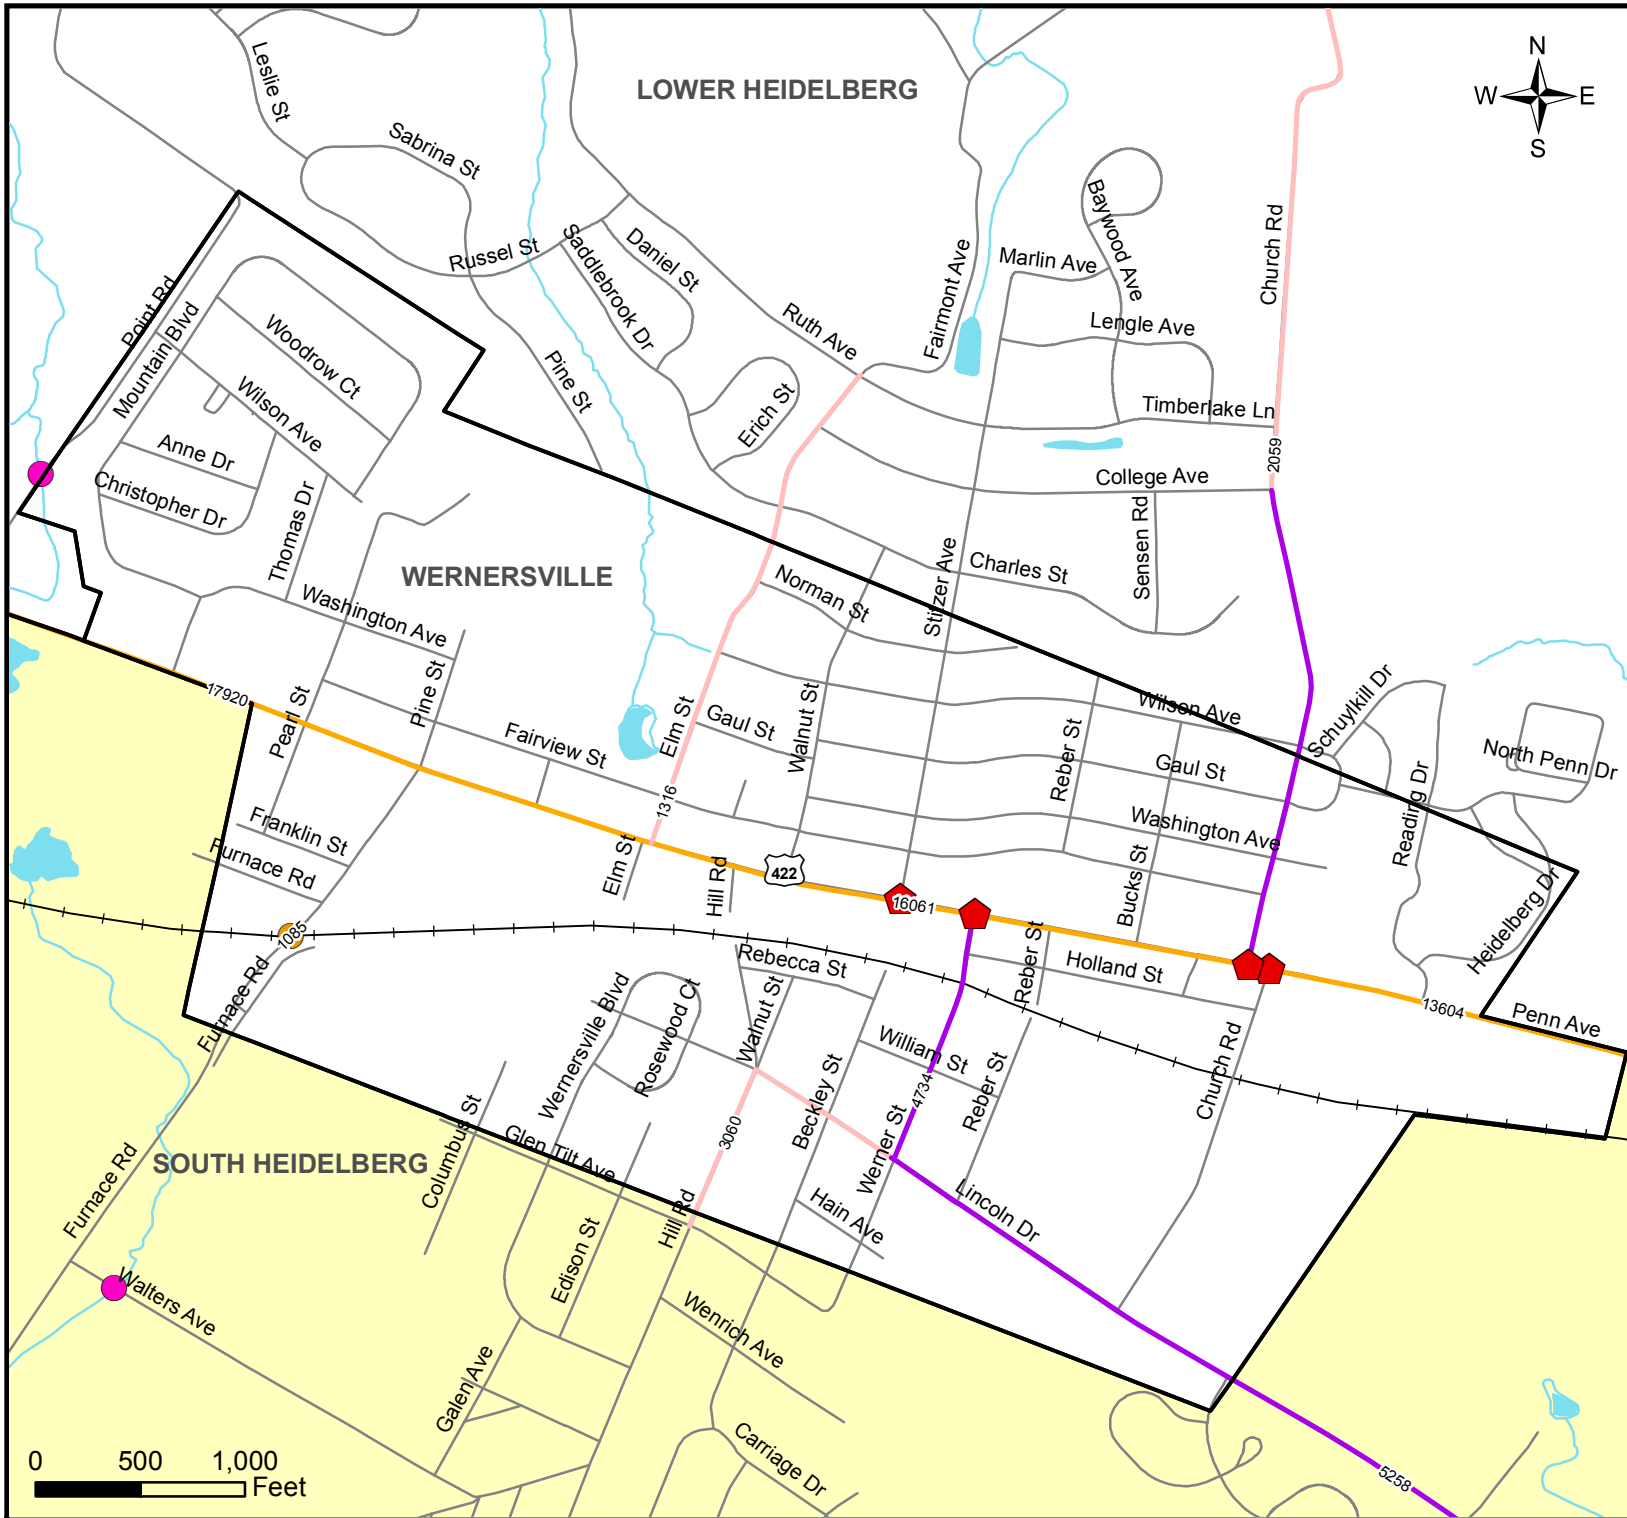 N
W E
S
LOWER HEIDELBERG
Leslie St
Sabrina St
Russel St
Saddlebrook Dr
Daniel St
Baywood Ave
Marlin Ave
Church Rd
Fairmont Ave
Lengle Ave
Ruth Ave
Point Rd
Mountain Blvd
Woodrow Ct
Wilson Ave
Pine St
Erich St
Timberlake Ln
2059
Anne Dr
Christopher Dr
Thomas Dr
College Ave
Sensen Rd
WERNERSVILLE
Washington Ave
Norman St
Stitzer Ave
Charles St
17920
Pearl St
Pine St
Fairview St
Elm St
Gaul St
Walnut St
Wilson Ave
Reber St
Gaul St
Schuylkill Dr
North Penn Dr
Reading Dr
1316
Washington Ave
Franklin St
Furnace Rd
Elm St
Hill Rd
422
16061
Bucks St
Heidelberg Dr
1085
Furnace Rd
Rebecca St
Reber St
Holland St
13604
Penn Ave
Wernersville Blvd
Rosewood Ct
Walnut St
William St
Reber St
Church Rd
4734
Columbus St
Glen Tilt Ave
3060
Beckley St
Werner St
SOUTH HEIDELBERG
Furnace Rd
Hill Rd
Hain Ave
Lincoln Dr
Edison St
Walters Ave
Wenrich Ave
Galen Ave
Carriage Dr
5258
0 500 1,000
Feet